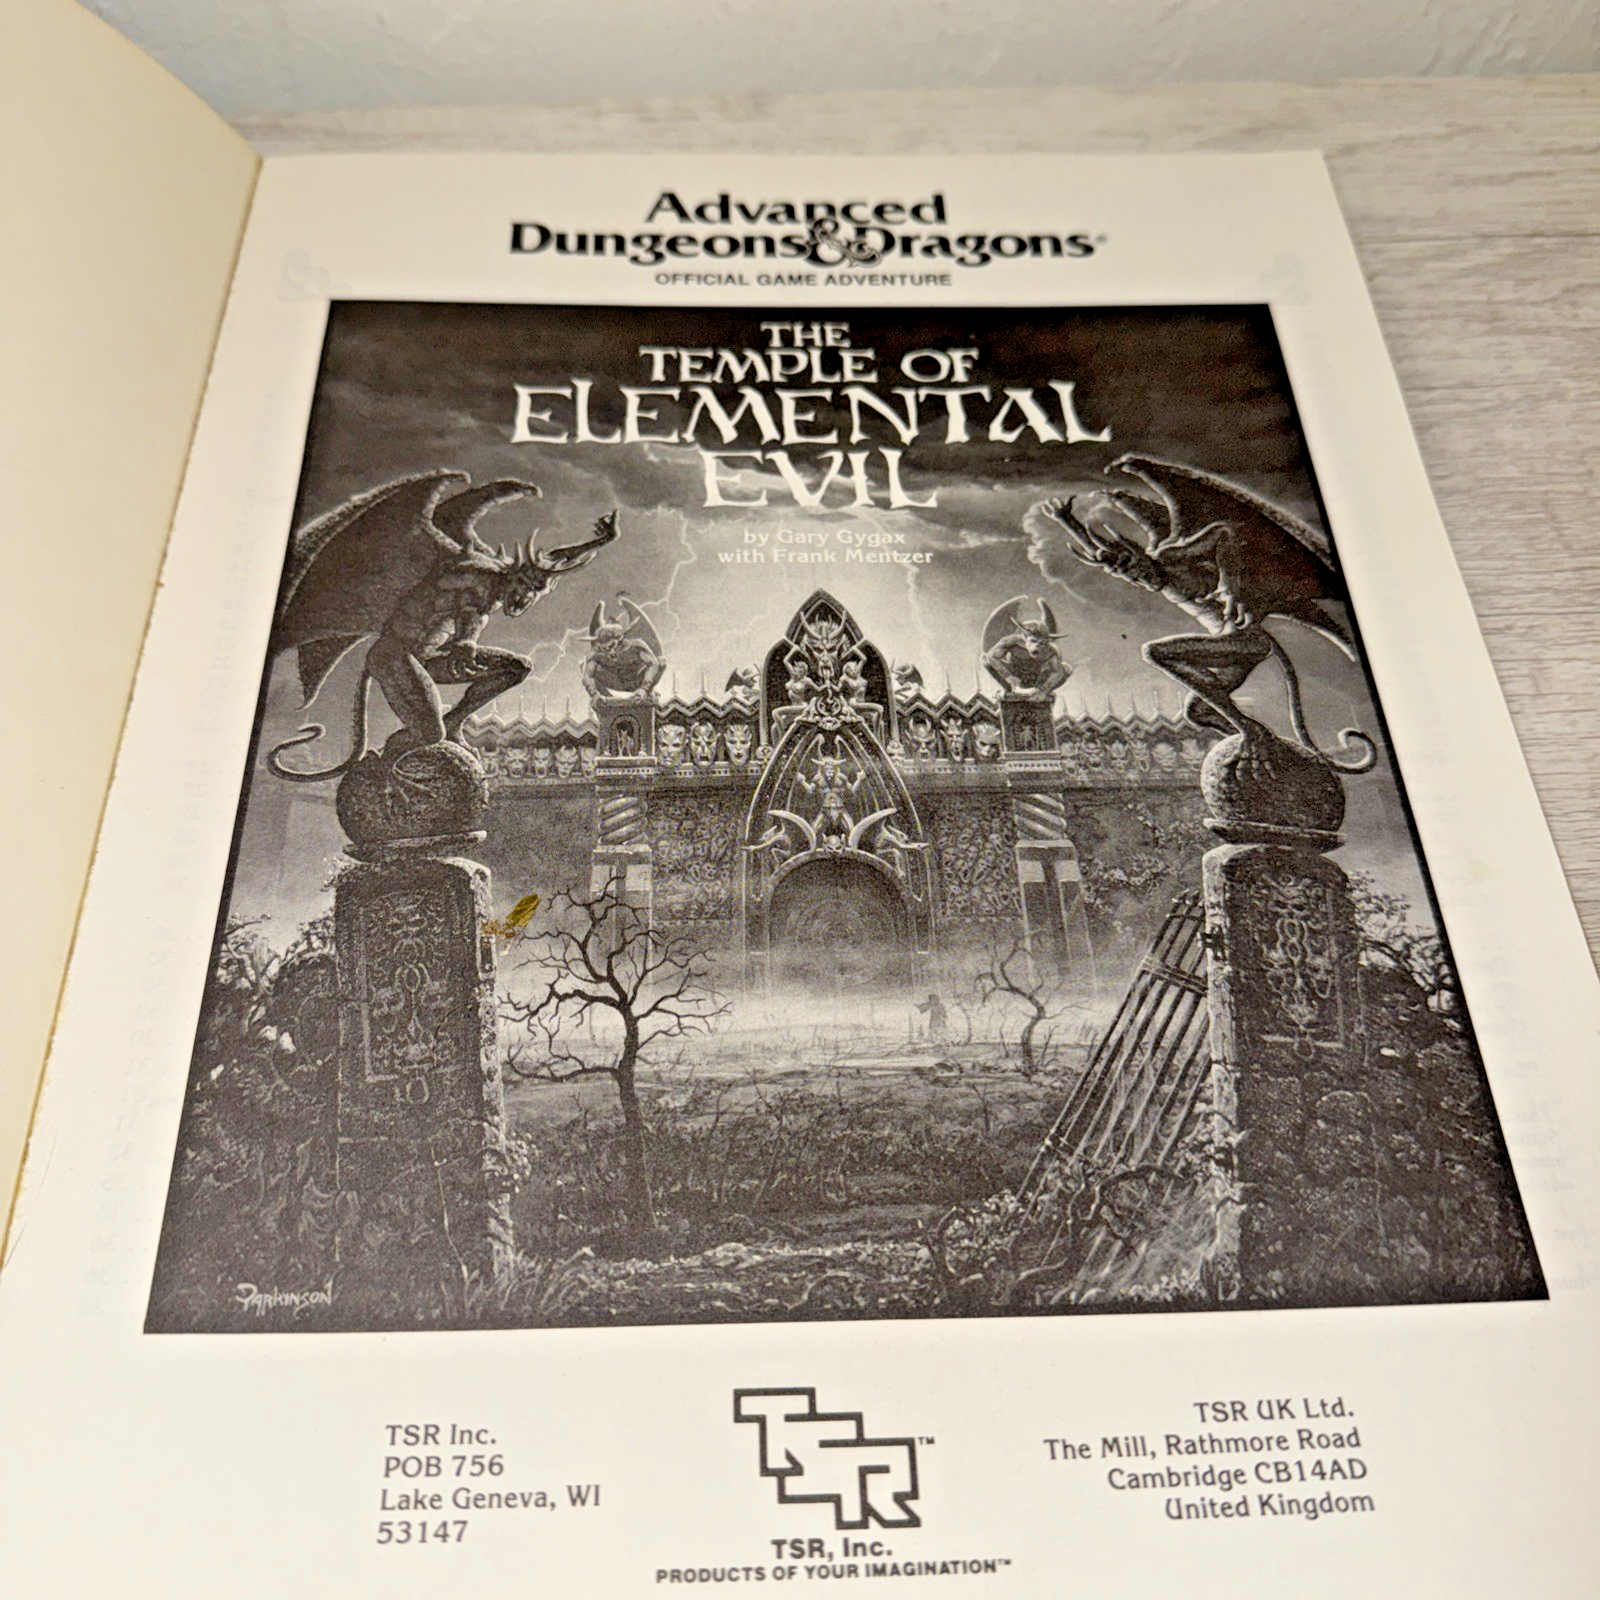 Advanced
Dungeons & Dragons®
OFFICIAL GAME ADVENTURE
THE
TEMPLE OF
ELEMENTAL
EVIL
by Gary Gygax
with Frank Mentzer
PARKINSON
TSR Inc.
POB 756
Lake Geneva, WI
53147
TSR™
TSR, Inc.
PRODUCTS OF YOUR IMAGINATION™
TSR UK Ltd.
The Mill, Rathmore Road
Cambridge CB14AD
United Kingdom